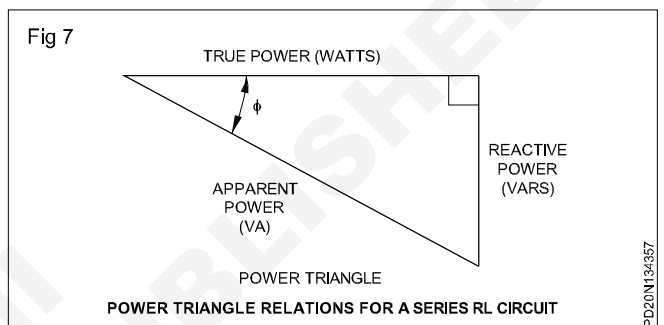 Fig 7
TRUE POWER (WATTS)
ϕ
REACTIVE
POWER
(VARS)
APPARENT
POWER
(VA)
POWER TRIANGLE
POWER TRIANGLE RELATIONS FOR A SERIES RL CIRCUIT
PD20N134357